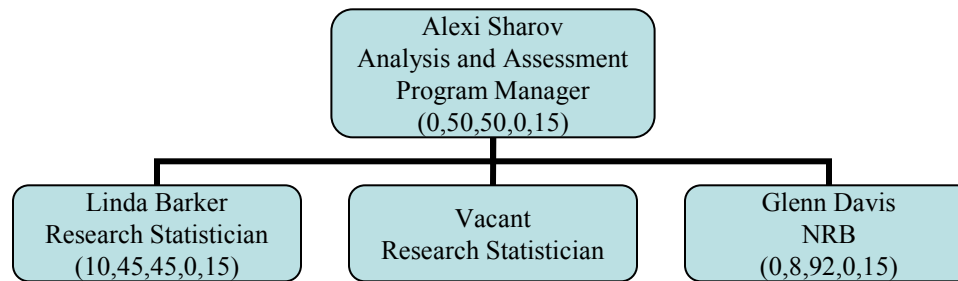 Alexi Sharov
Analysis and Assessment
Program Manager
(0,50,50,0,15)
Linda Barker
Research Statistician
(10,45,45,0,15)
Vacant
Research Statistician
Glenn Davis
NRB
(0,8,92,0,15)